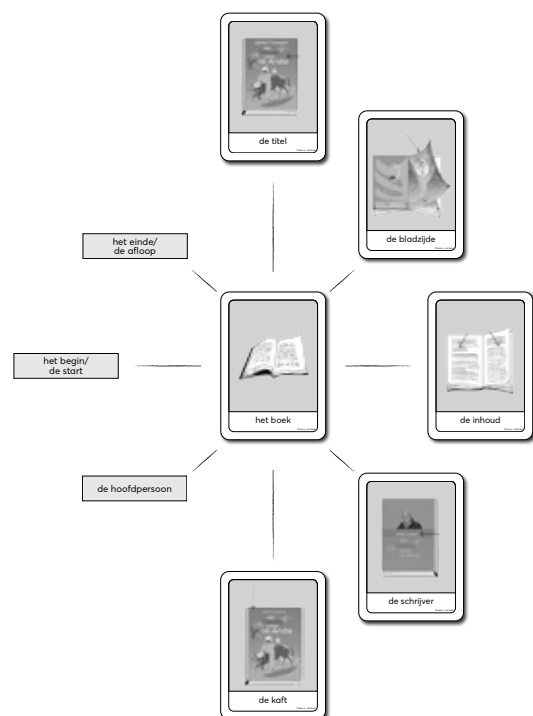 de titel
de bladzijde
het einde/
de afloop
het begin/
de start
het boek
de inhoud
de hoofdpersoon
de schrijver
de kaft